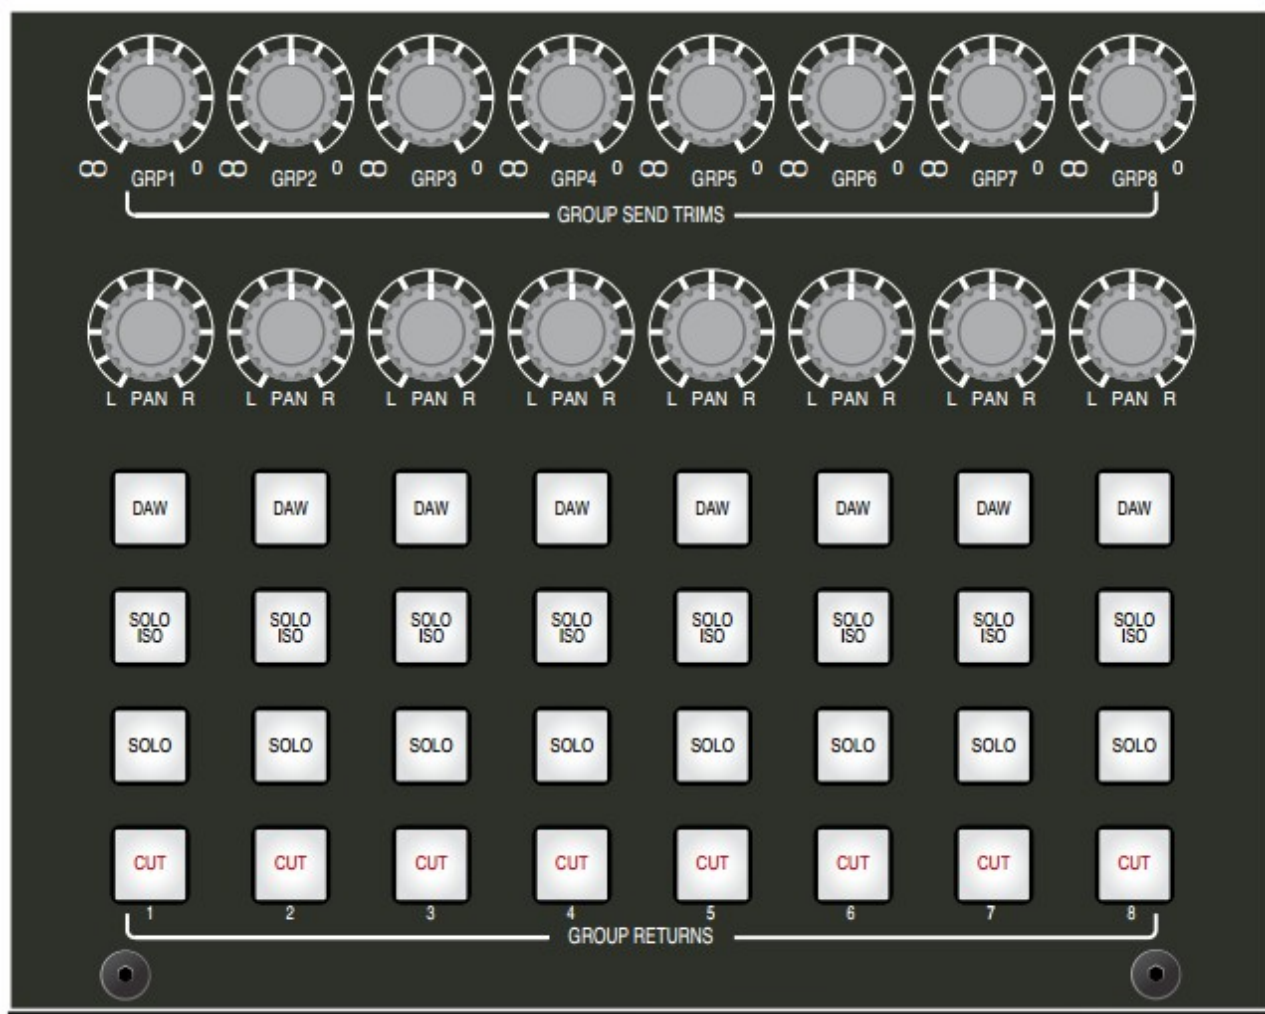 ∞ GRP1 0 ∞ GRP2 0 ∞ GRP3 0 ∞ GRP4 0 ∞ GRP5 0 ∞ GRP6 0 ∞ GRP7 0 ∞ GRP8 0
GROUP SEND TRIMS
L PAN R L PAN R L PAN R L PAN R L PAN R L PAN R L PAN R L PAN R
DAW DAW DAW DAW DAW DAW DAW DAW
SOLO SOLO SOLO SOLO SOLO SOLO SOLO SOLO
ISO ISO ISO ISO ISO ISO ISO ISO
SOLO SOLO SOLO SOLO SOLO SOLO SOLO SOLO
CUT CUT CUT CUT CUT CUT CUT CUT
1 2 3 4 5 6 7 8
GROUP RETURNS